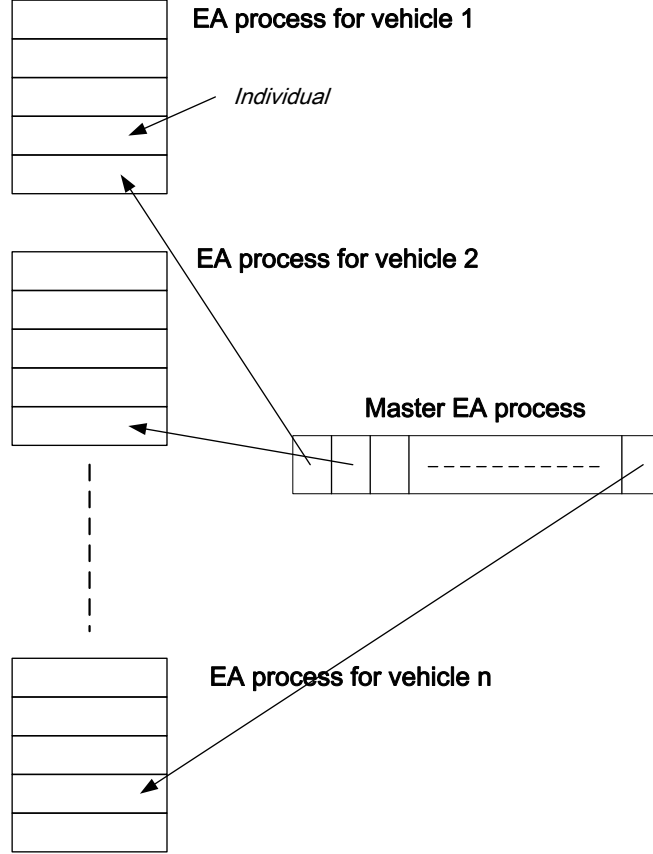 EA process for vehicle 1
Individual
EA process for vehicle 2
Master EA process
EA process for vehicle n